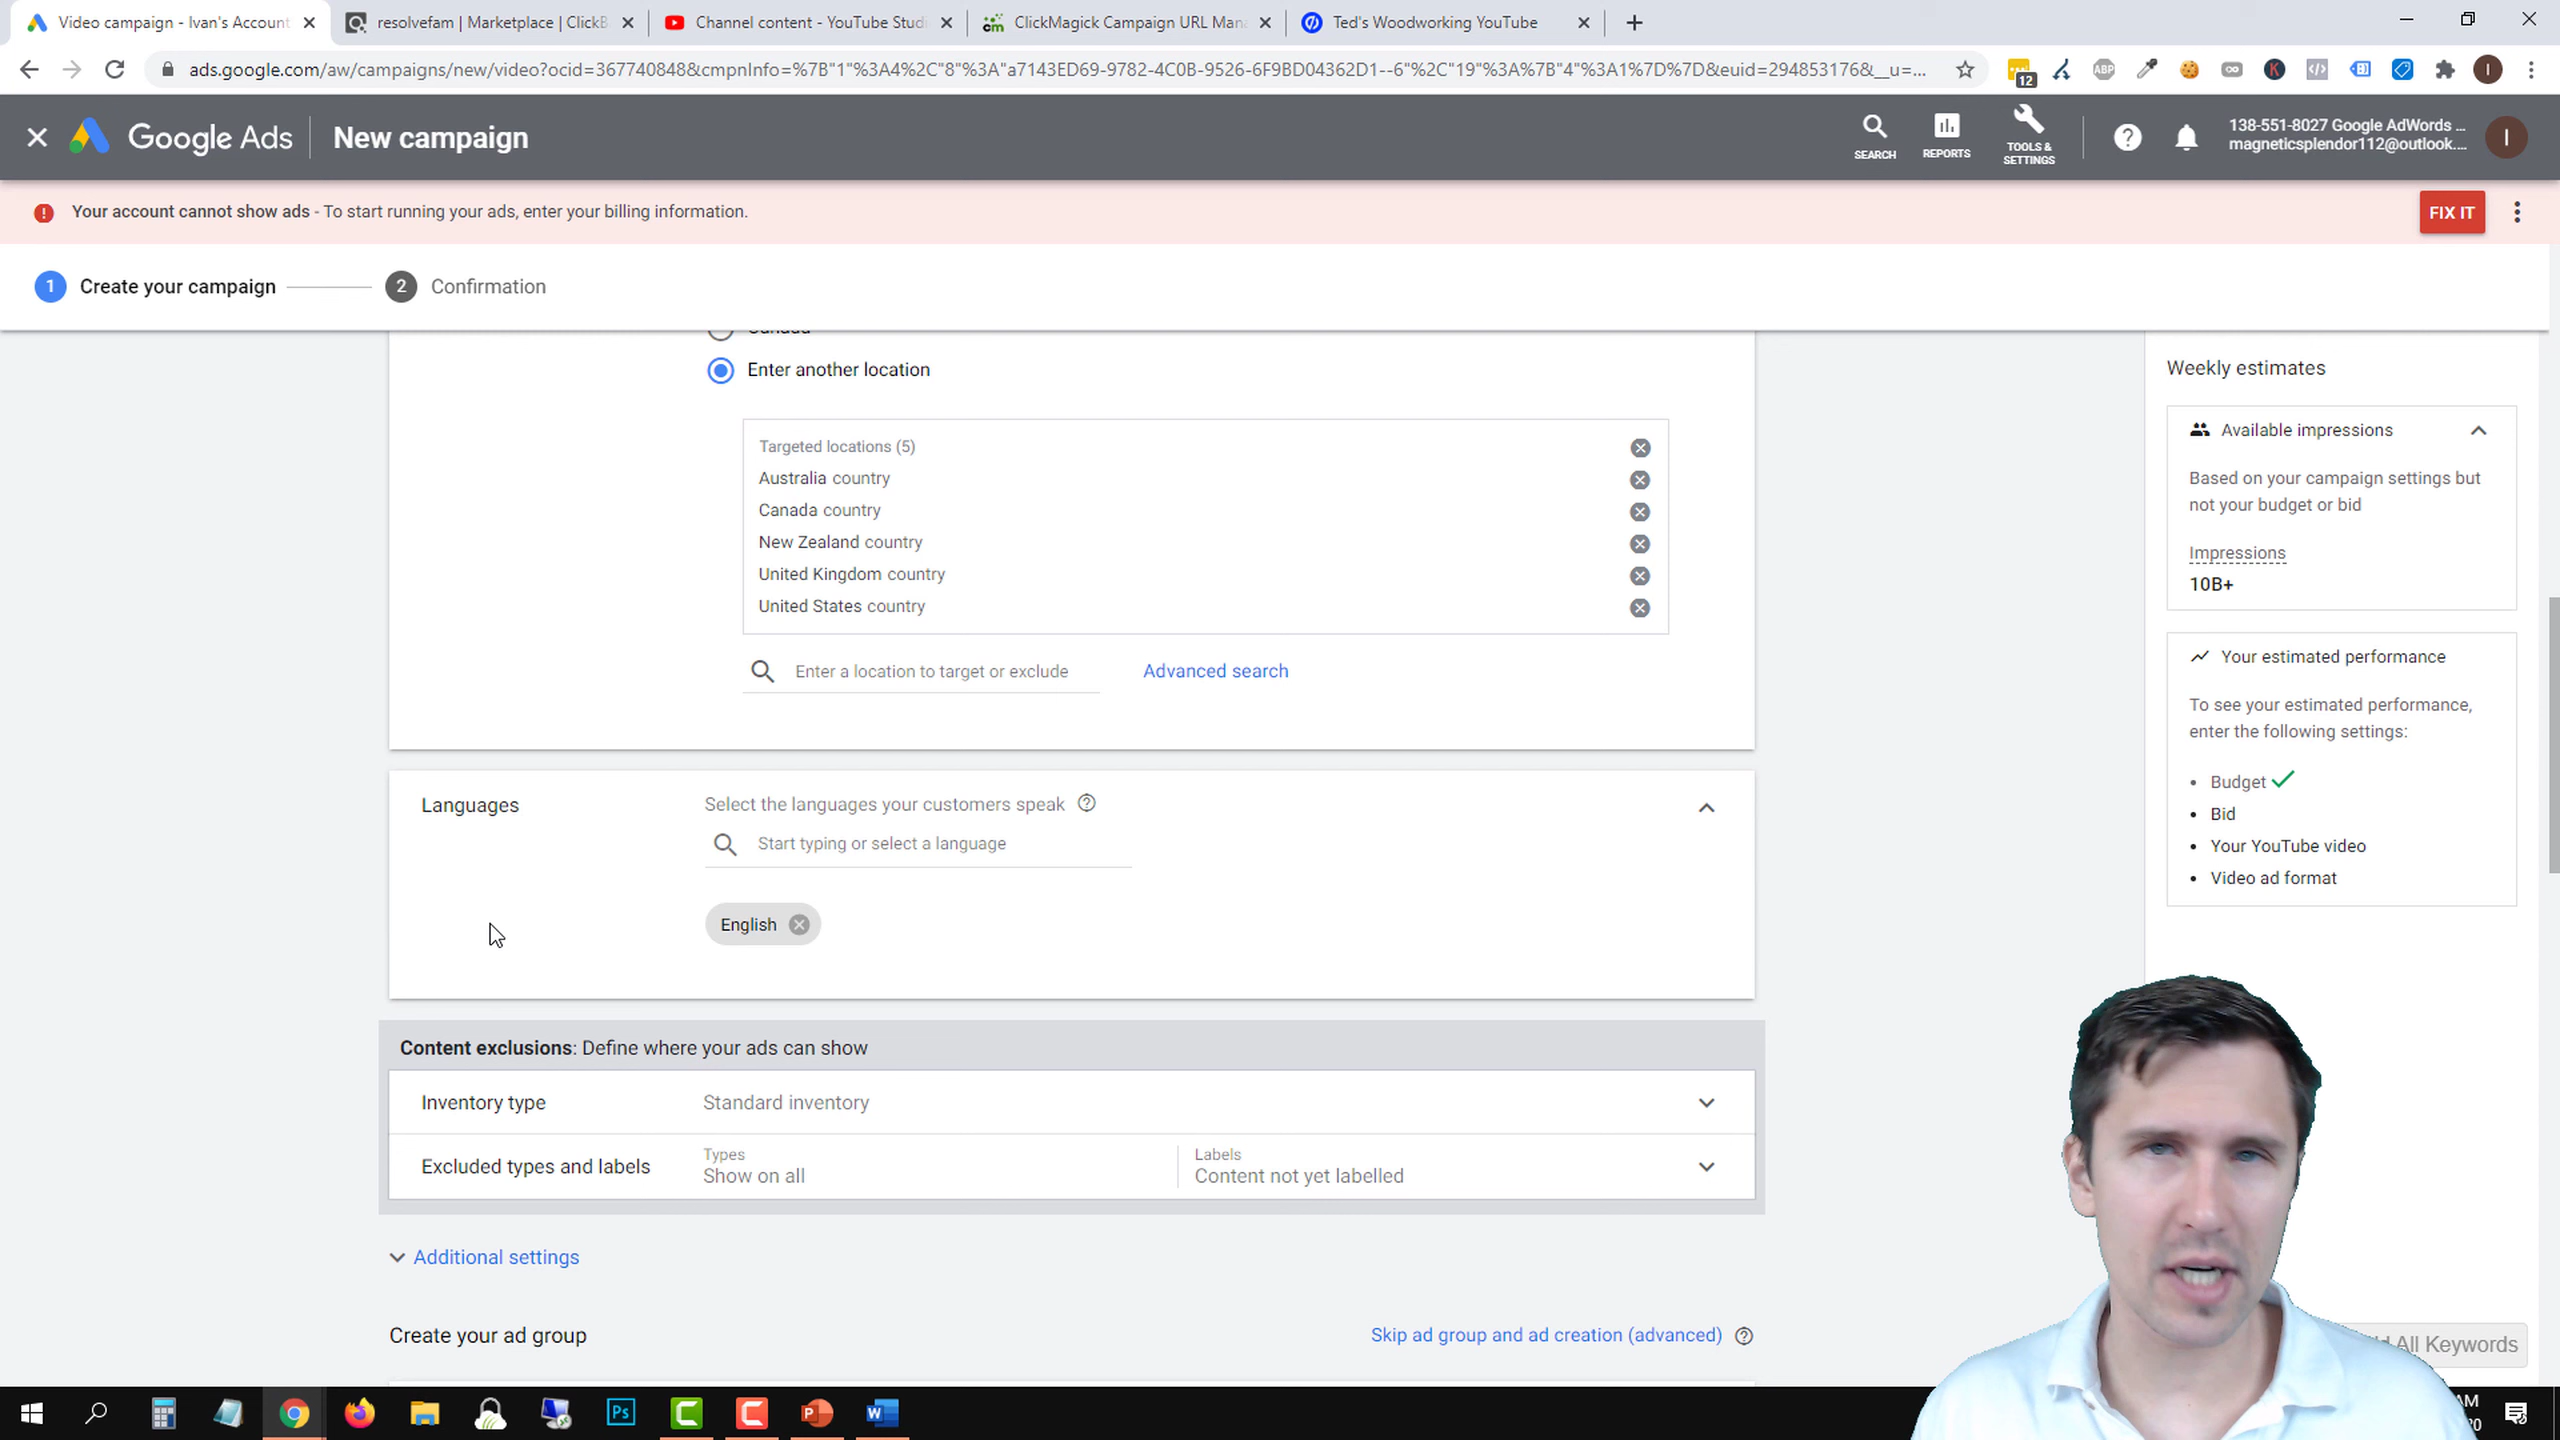 Video campaign - Ivan's Account
resolvefam | Marketplace | ClickB
Channel content - YouTube Studi
ClickMagick Campaign URL Mana
Ted's Woodworking YouTube
ads.google.com/aw/campaigns/new/video?ocid=367740848&cmpnInfo=%7B"1"%3A4%2C"8"%3A"a7143ED69-9782-4C0B-9526-6F9BD04362D1--6"%2C"19"%3A%7B"4"%3A1%7D%7D&euid=294853176&__u=...
12
ABP
K
I
Google Ads
New campaign
SEARCH
REPORTS
TOOLS &
SETTINGS
138-551-8027 Google AdWords ...
magneticsplendor112@outlook....
I
Your account cannot show ads - To start running your ads, enter your billing information.
FIX IT
1
Create your campaign
2
Confirmation
Canada
Enter another location
Targeted locations (5)
Australia country
Canada country
New Zealand country
United Kingdom country
United States country
Enter a location to target or exclude
Advanced search
Languages
Select the languages your customers speak
Start typing or select a language
English
Content exclusions: Define where your ads can show
Inventory type
Standard inventory
Excluded types and labels
Types
Show on all
Labels
Content not yet labelled
Additional settings
Create your ad group
Skip ad group and ad creation (advanced)
Weekly estimates
Available impressions
Based on your campaign settings but
not your budget or bid
Impressions
10B+
Your estimated performance
To see your estimated performance,
enter the following settings:
• Budget
• Bid
• Your YouTube video
• Video ad format
All Keywords
Ps
AM
20